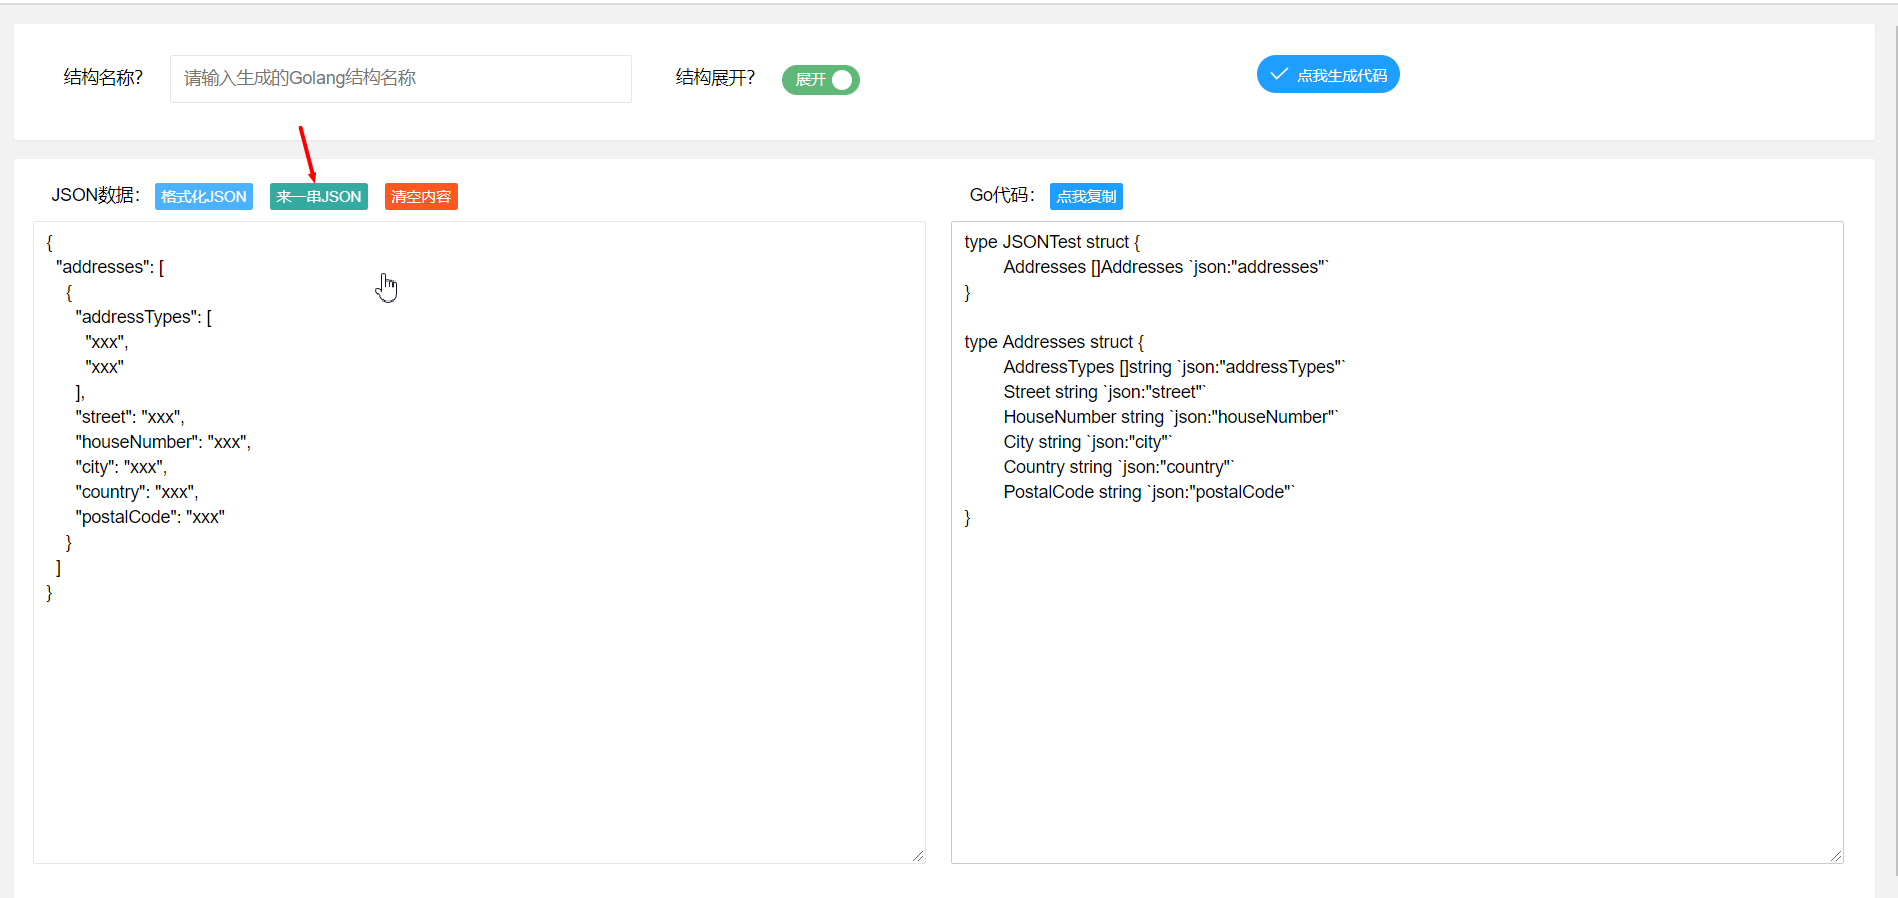 结构名称? 请输入生成的Golang结构名称 结构展开? 展开 点我生成代码
JSON数据: 格式化JSON 来一串JSON 清空内容
{
"addresses": [
{
"addressTypes": [
"xxx",
"xxx"
],
"street": "xxx",
"houseNumber": "xxx",
"city": "xxx",
"country": "xxx",
"postalCode": "xxx"
}
]
}
Go代码: 点我复制
type JSONTest struct {
Addresses []Addresses `json:"addresses"`
}
type Addresses struct {
AddressTypes []string `json:"addressTypes"`
Street string `json:"street"`
HouseNumber string `json:"houseNumber"`
City string `json:"city"`
Country string `json:"country"`
PostalCode string `json:"postalCode"`
}